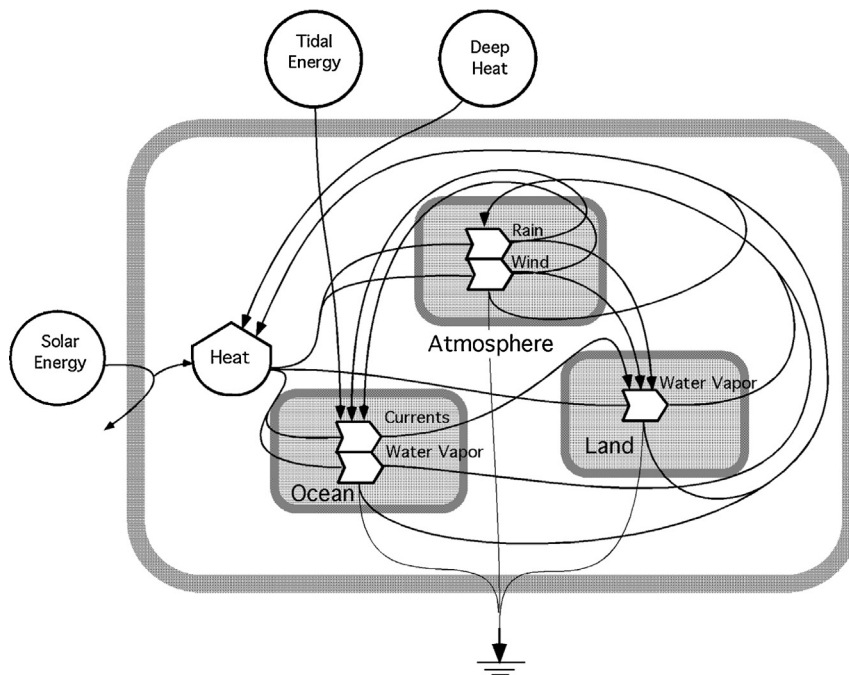 Tidal
Energy
Deep
Heat
Rain
Wind
Atmosphere
Solar
Energy
Heat
Water Vapor
Land
Currents
Water Vapor
Ocean